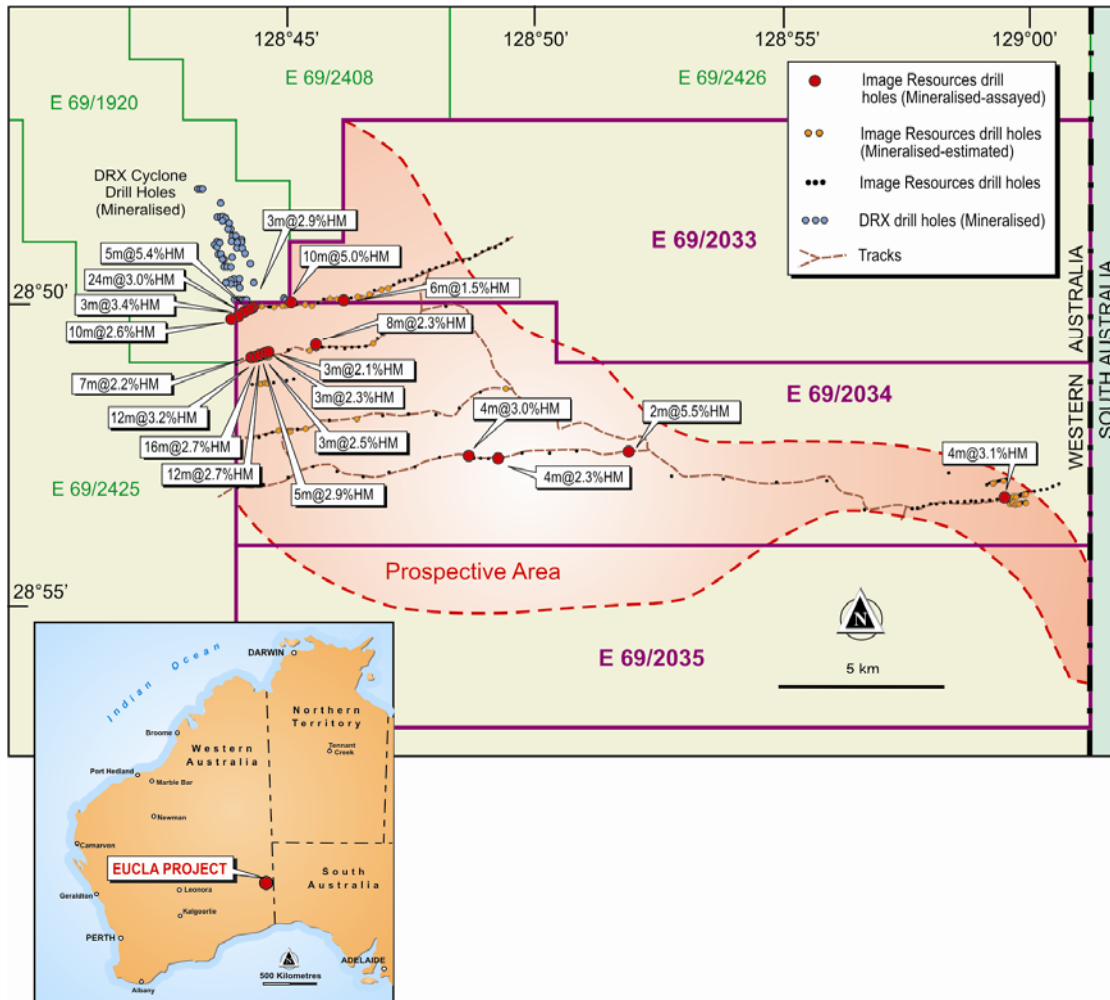 128°45'
128°50'
128°55'
129°00'
E 69/2408
E 69/2426
E 69/1920
Image Resources drill
holes (Mineralised-assayed)
Image Resources drill holes
(Mineralised-estimated)
Image Resources drill holes
DRX drill holes (Mineralised)
Tracks
DRX Cyclone
Drill Holes
(Mineralised)
3m@2.9%HM
5m@5.4%HM
10m@5.0%HM
24m@3.0%HM
28°50'
3m@3.4%HM
6m@1.5%HM
10m@2.6%HM
8m@2.3%HM
E 69/2033
WESTERN AUSTRALIA
SOUTH AUSTRALIA
7m@2.2%HM
3m@2.1%HM
12m@3.2%HM
3m@2.3%HM
E 69/2034
4m@3.0%HM
2m@5.5%HM
16m@2.7%HM
3m@2.5%HM
4m@3.1%HM
12m@2.7%HM
4m@2.3%HM
E 69/2425
5m@2.9%HM
Prospective Area
28°55'
N
5 km
E 69/2035
Indian Ocean
DARWIN
Northern
Territory
Broome
Western
Australia
Tennant
Creek
Port Hedland
Marble Bar
Newman
Carnarvon
EUCLA PROJECT
South
Australia
Geraldton
Leonora
Kalgoorlie
PERTH
N
500 Kilometres
ADELAIDE
Albany